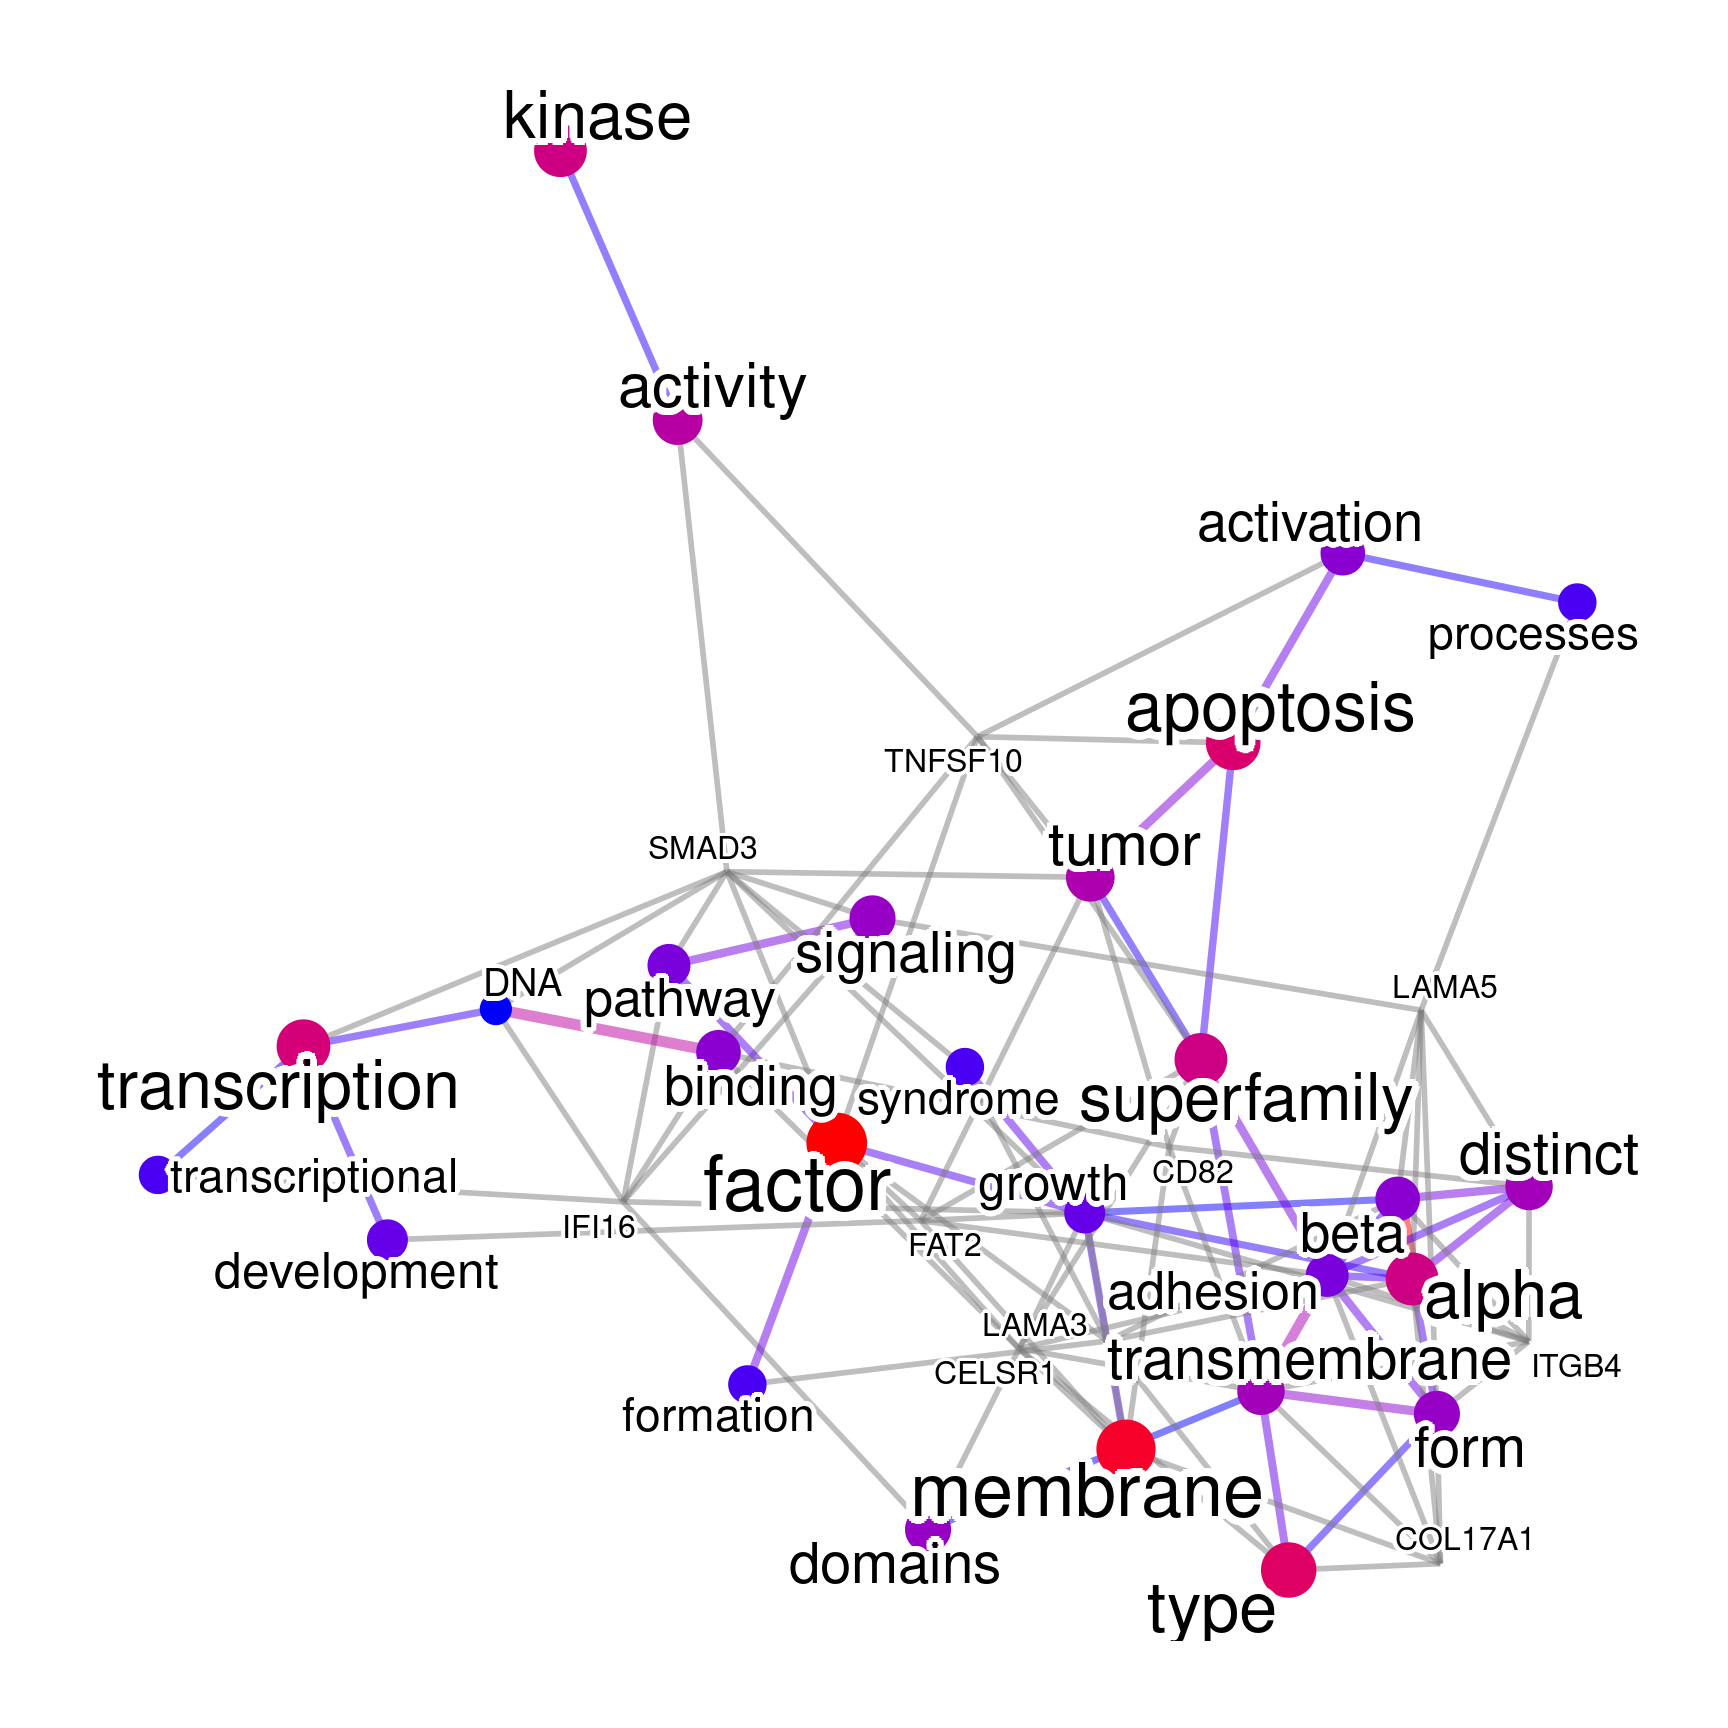 kinase
activity
activation
processes
apoptosis
TNFSF10
tumor
SMAD3
signaling
DNA
pathway
LAMA5
transcription
binding
syndrome
superfamily
distinct
transcriptional
CD82
factor
growth
IFI16
beta
FAT2
development
adhesion
alpha
LAMA3
transmembrane
ITGB4
CELSR1
formation
form
membrane
COL17A1
domains
type